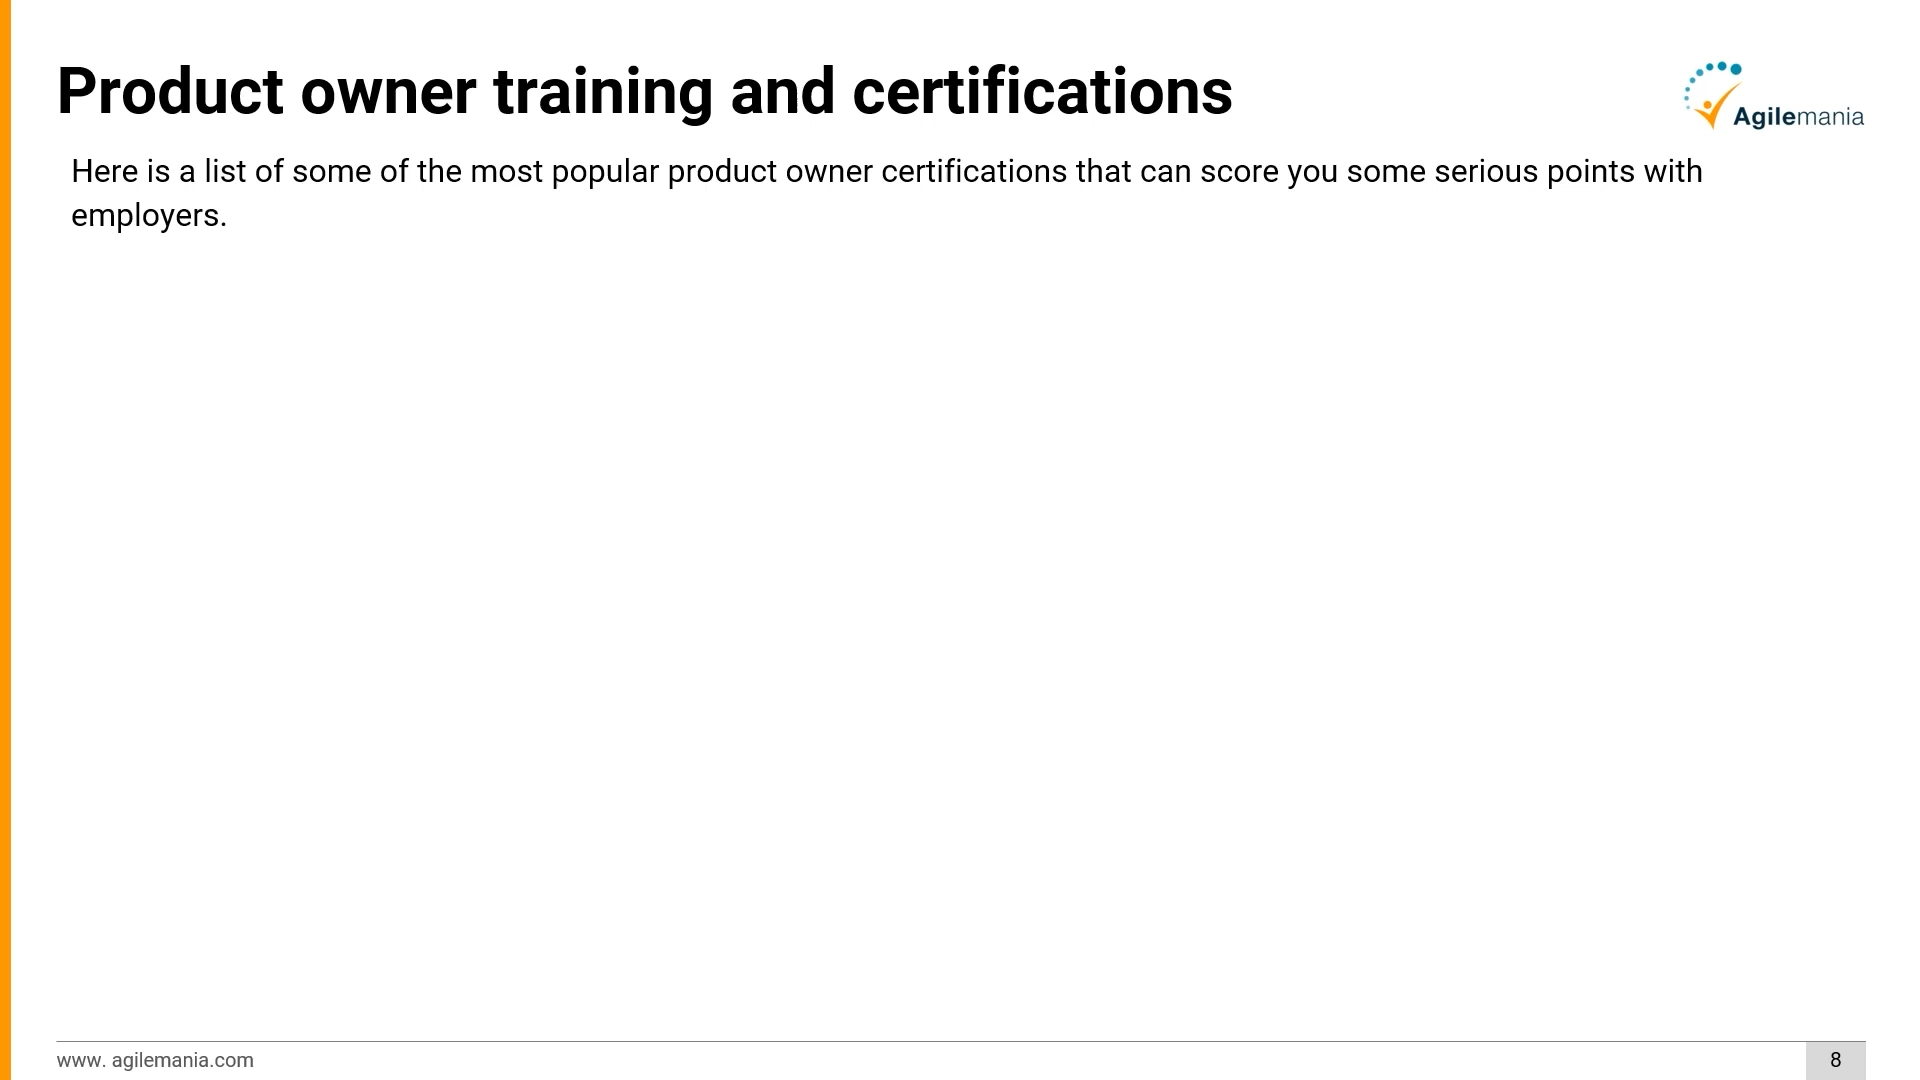 Product owner training and certifications
Agilemania
Here is a list of some of the most popular product owner certifications that can score you some serious points with
employers.
www. agilemania.com
8